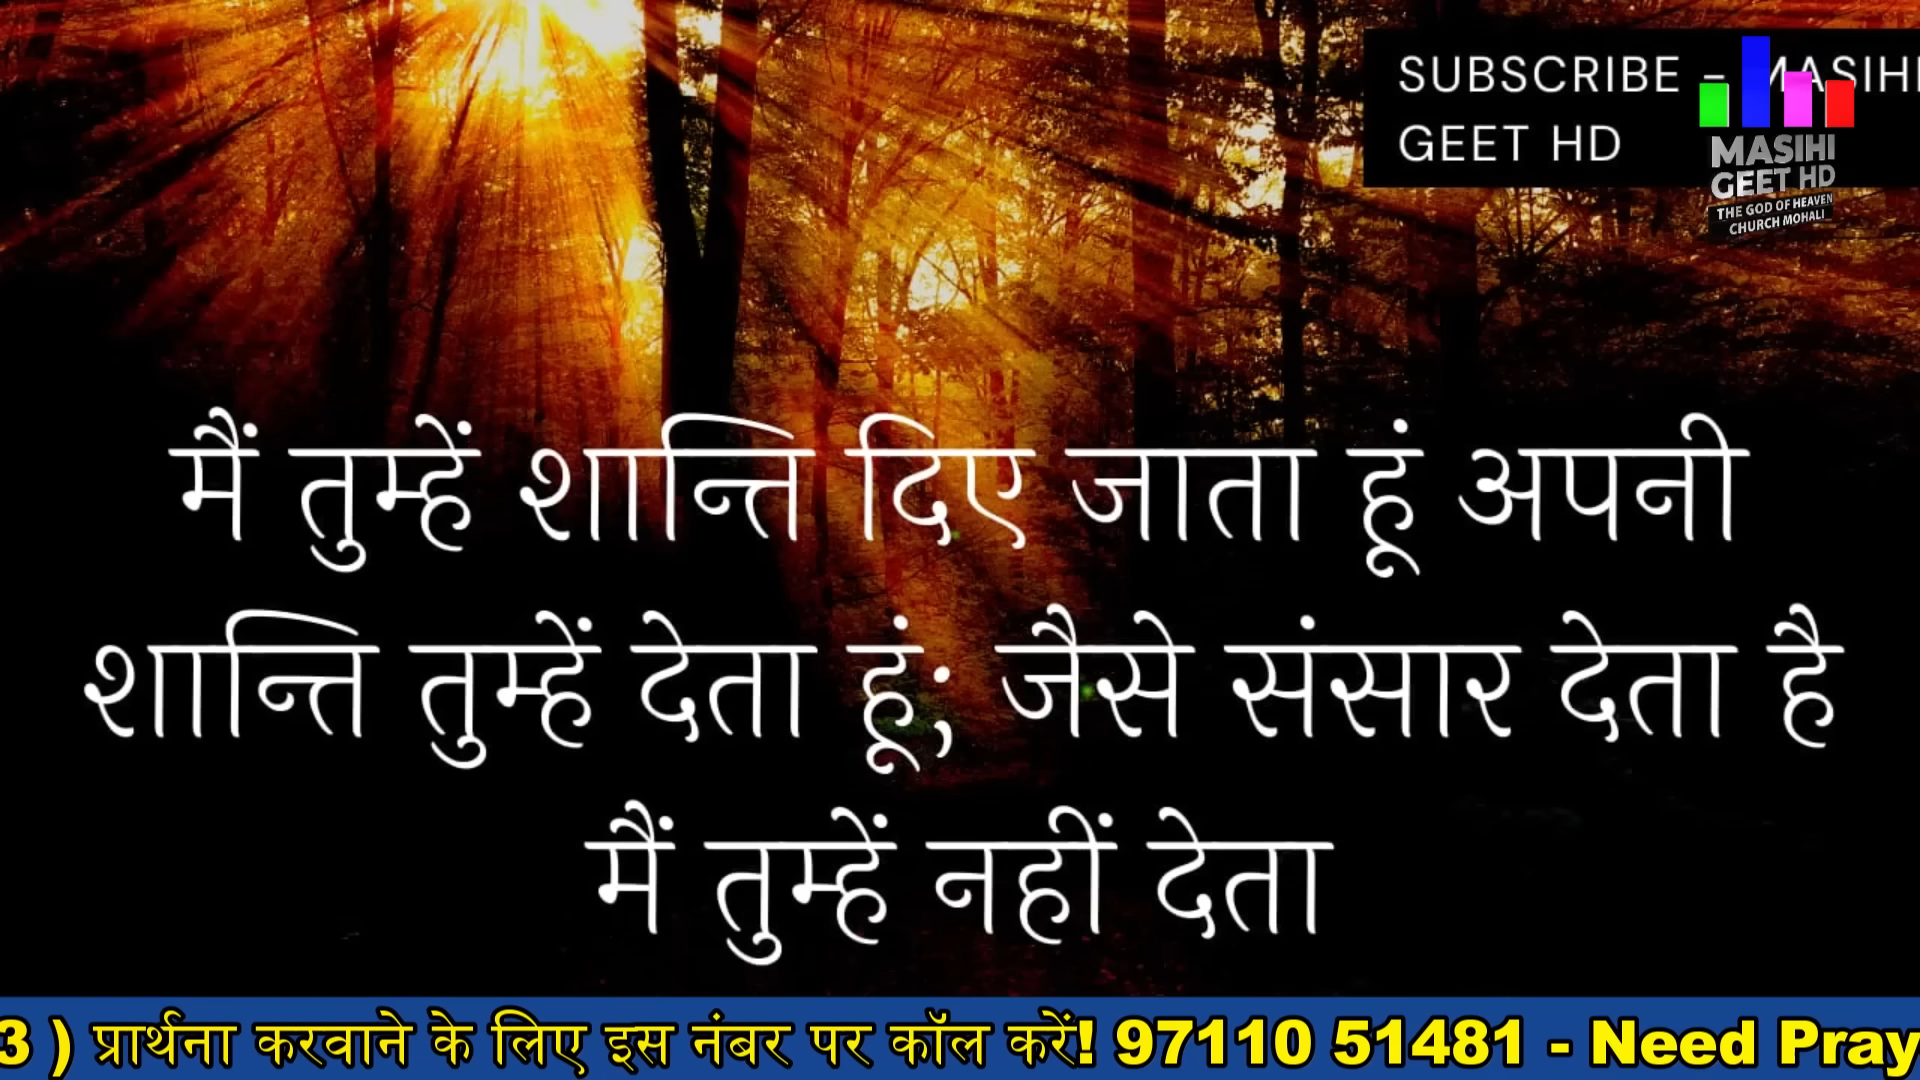 SUBSCRIBE - MASIHI
GEET HD
MASIHI
GEET HD
THE GOD OF HEAVEN
CHURCH MOHALI
मैं तुम्हें शान्ति दिए जाता हूं अपनी
शान्ति तुम्हें देता हूं; जैसे संसार देता है
मैं तुम्हें नहीं देता
3 ) प्रार्थना करवाने के लिए इस नंबर पर कॉल करें! 97110 51481 - Need Pray